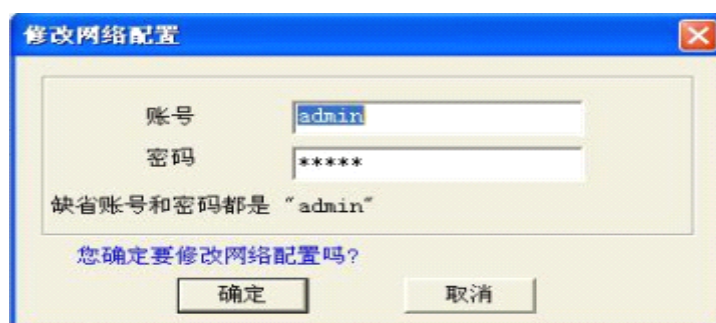 修改网络配置
账号 admin
密码 *****
缺省账号和密码都是 "admin"
您确定要修改网络配置吗?
确定 取消